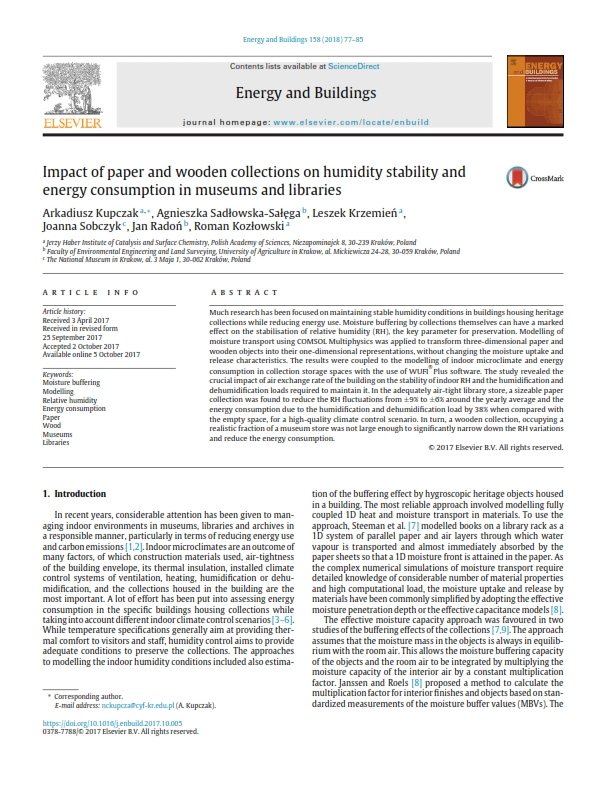 Energy and Buildings 158 (2018) 77–85
Contents lists available at ScienceDirect
Energy and Buildings
journal homepage: www.elsevier.com/locate/enbuild
ELSEVIER
ENERGY
BUILDINGS
Impact of paper and wooden collections on humidity stability and
energy consumption in museums and libraries
CrossMark
Arkadiusz Kupczak a,∗, Agnieszka Sadłowska-Sałęga b, Leszek Krzemień a,
Joanna Sobczyk c, Jan Radoń b, Roman Kozłowski a
a Jerzy Haber Institute of Catalysis and Surface Chemistry, Polish Academy of Sciences, Niezapominajek 8, 30-239 Kraków, Poland
b Faculty of Environmental Engineering and Land Surveying, University of Agriculture in Krakow, al. Mickiewicza 24-28, 30-059 Kraków, Poland
c The National Museum in Krakow, al. 3 Maja 1, 30-062 Kraków, Poland
ARTICLE INFO
Article history:
Received 3 April 2017
Received in revised form
25 September 2017
Accepted 2 October 2017
Available online 5 October 2017
Keywords:
Moisture buffering
Modelling
Relative humidity
Energy consumption
Paper
Wood
Museums
Libraries
ABSTRACT
Much research has been focused on maintaining stable humidity conditions in buildings housing heritage
collections while reducing energy use. Moisture buffering by collections themselves can have a marked
effect on the stabilisation of relative humidity (RH), the key parameter for preservation. Modelling of
moisture transport using COMSOL Multiphysics was applied to transform three-dimensional paper and
wooden objects into their one-dimensional representations, without changing the moisture uptake and
release characteristics. The results were coupled to the modelling of indoor microclimate and energy
consumption in collection storage spaces with the use of WUFI® Plus software. The study revealed the
crucial impact of air exchange rate of the building on the stability of indoor RH and the humidification and
dehumidification loads required to maintain it. In the adequately air-tight library store, a sizeable paper
collection was found to reduce the RH fluctuations from ±9% to ±6% around the yearly average and the
energy consumption due to the humidification and dehumidification load by 38% when compared with
the empty space, for a high-quality climate control scenario. In turn, a wooden collection, occupying a
realistic fraction of a museum store was not large enough to significantly narrow down the RH variations
and reduce the energy consumption.
© 2017 Elsevier B.V. All rights reserved.
1. Introduction
In recent years, considerable attention has been given to man-
aging indoor environments in museums, libraries and archives in
a responsible manner, particularly in terms of reducing energy use
and carbon emissions [1,2]. Indoor microclimates are an outcome of
many factors, of which construction materials used, air-tightness
of the building envelope, its thermal insulation, installed climate
control systems of ventilation, heating, humidification or dehu-
midification, and the collections housed in the building are the
most important. A lot of effort has been put into assessing energy
consumption in the specific buildings housing collections while
taking into account different indoor climate control scenarios [3–6].
While temperature specifications generally aim at providing ther-
mal comfort to visitors and staff, humidity control aims to provide
adequate conditions to preserve the collections. The approaches
to modelling the indoor humidity conditions included also estima-
tion of the buffering effect by hygroscopic heritage objects housed
in a building. The most reliable approach involved modelling fully
coupled 1D heat and moisture transport in materials. To use the
approach, Steeman et al. [7] modelled books on a library rack as a
1D system of parallel paper and air layers through which water
vapour is transported and almost immediately absorbed by the
paper sheets so that a 1D moisture front is attained in the paper. As
the complex numerical simulations of moisture transport require
detailed knowledge of considerable number of material properties
and high computational load, the moisture uptake and release by
materials have been commonly simplified by adopting the effective
moisture penetration depth or the effective capacitance models [8].
The effective moisture capacity approach was favoured in two
studies of the buffering effects of the collections [7,9]. The approach
assumes that the moisture mass in the objects is always in equilib-
rium with the room air. This allows the moisture buffering capacity
of the objects and the room air to be integrated by multiplying the
moisture capacity of the interior air by a constant multiplication
factor. Janssen and Roels [8] proposed a method to calculate the
multiplication factor for interior finishes and objects based on stan-
dardized measurements of the moisture buffer values (MBVs). The
∗ Corresponding author.
E-mail address: nckupcza@cyf-kr.edu.pl (A. Kupczak).
https://doi.org/10.1016/j.enbuild.2017.10.005
0378-7788/© 2017 Elsevier B.V. All rights reserved.